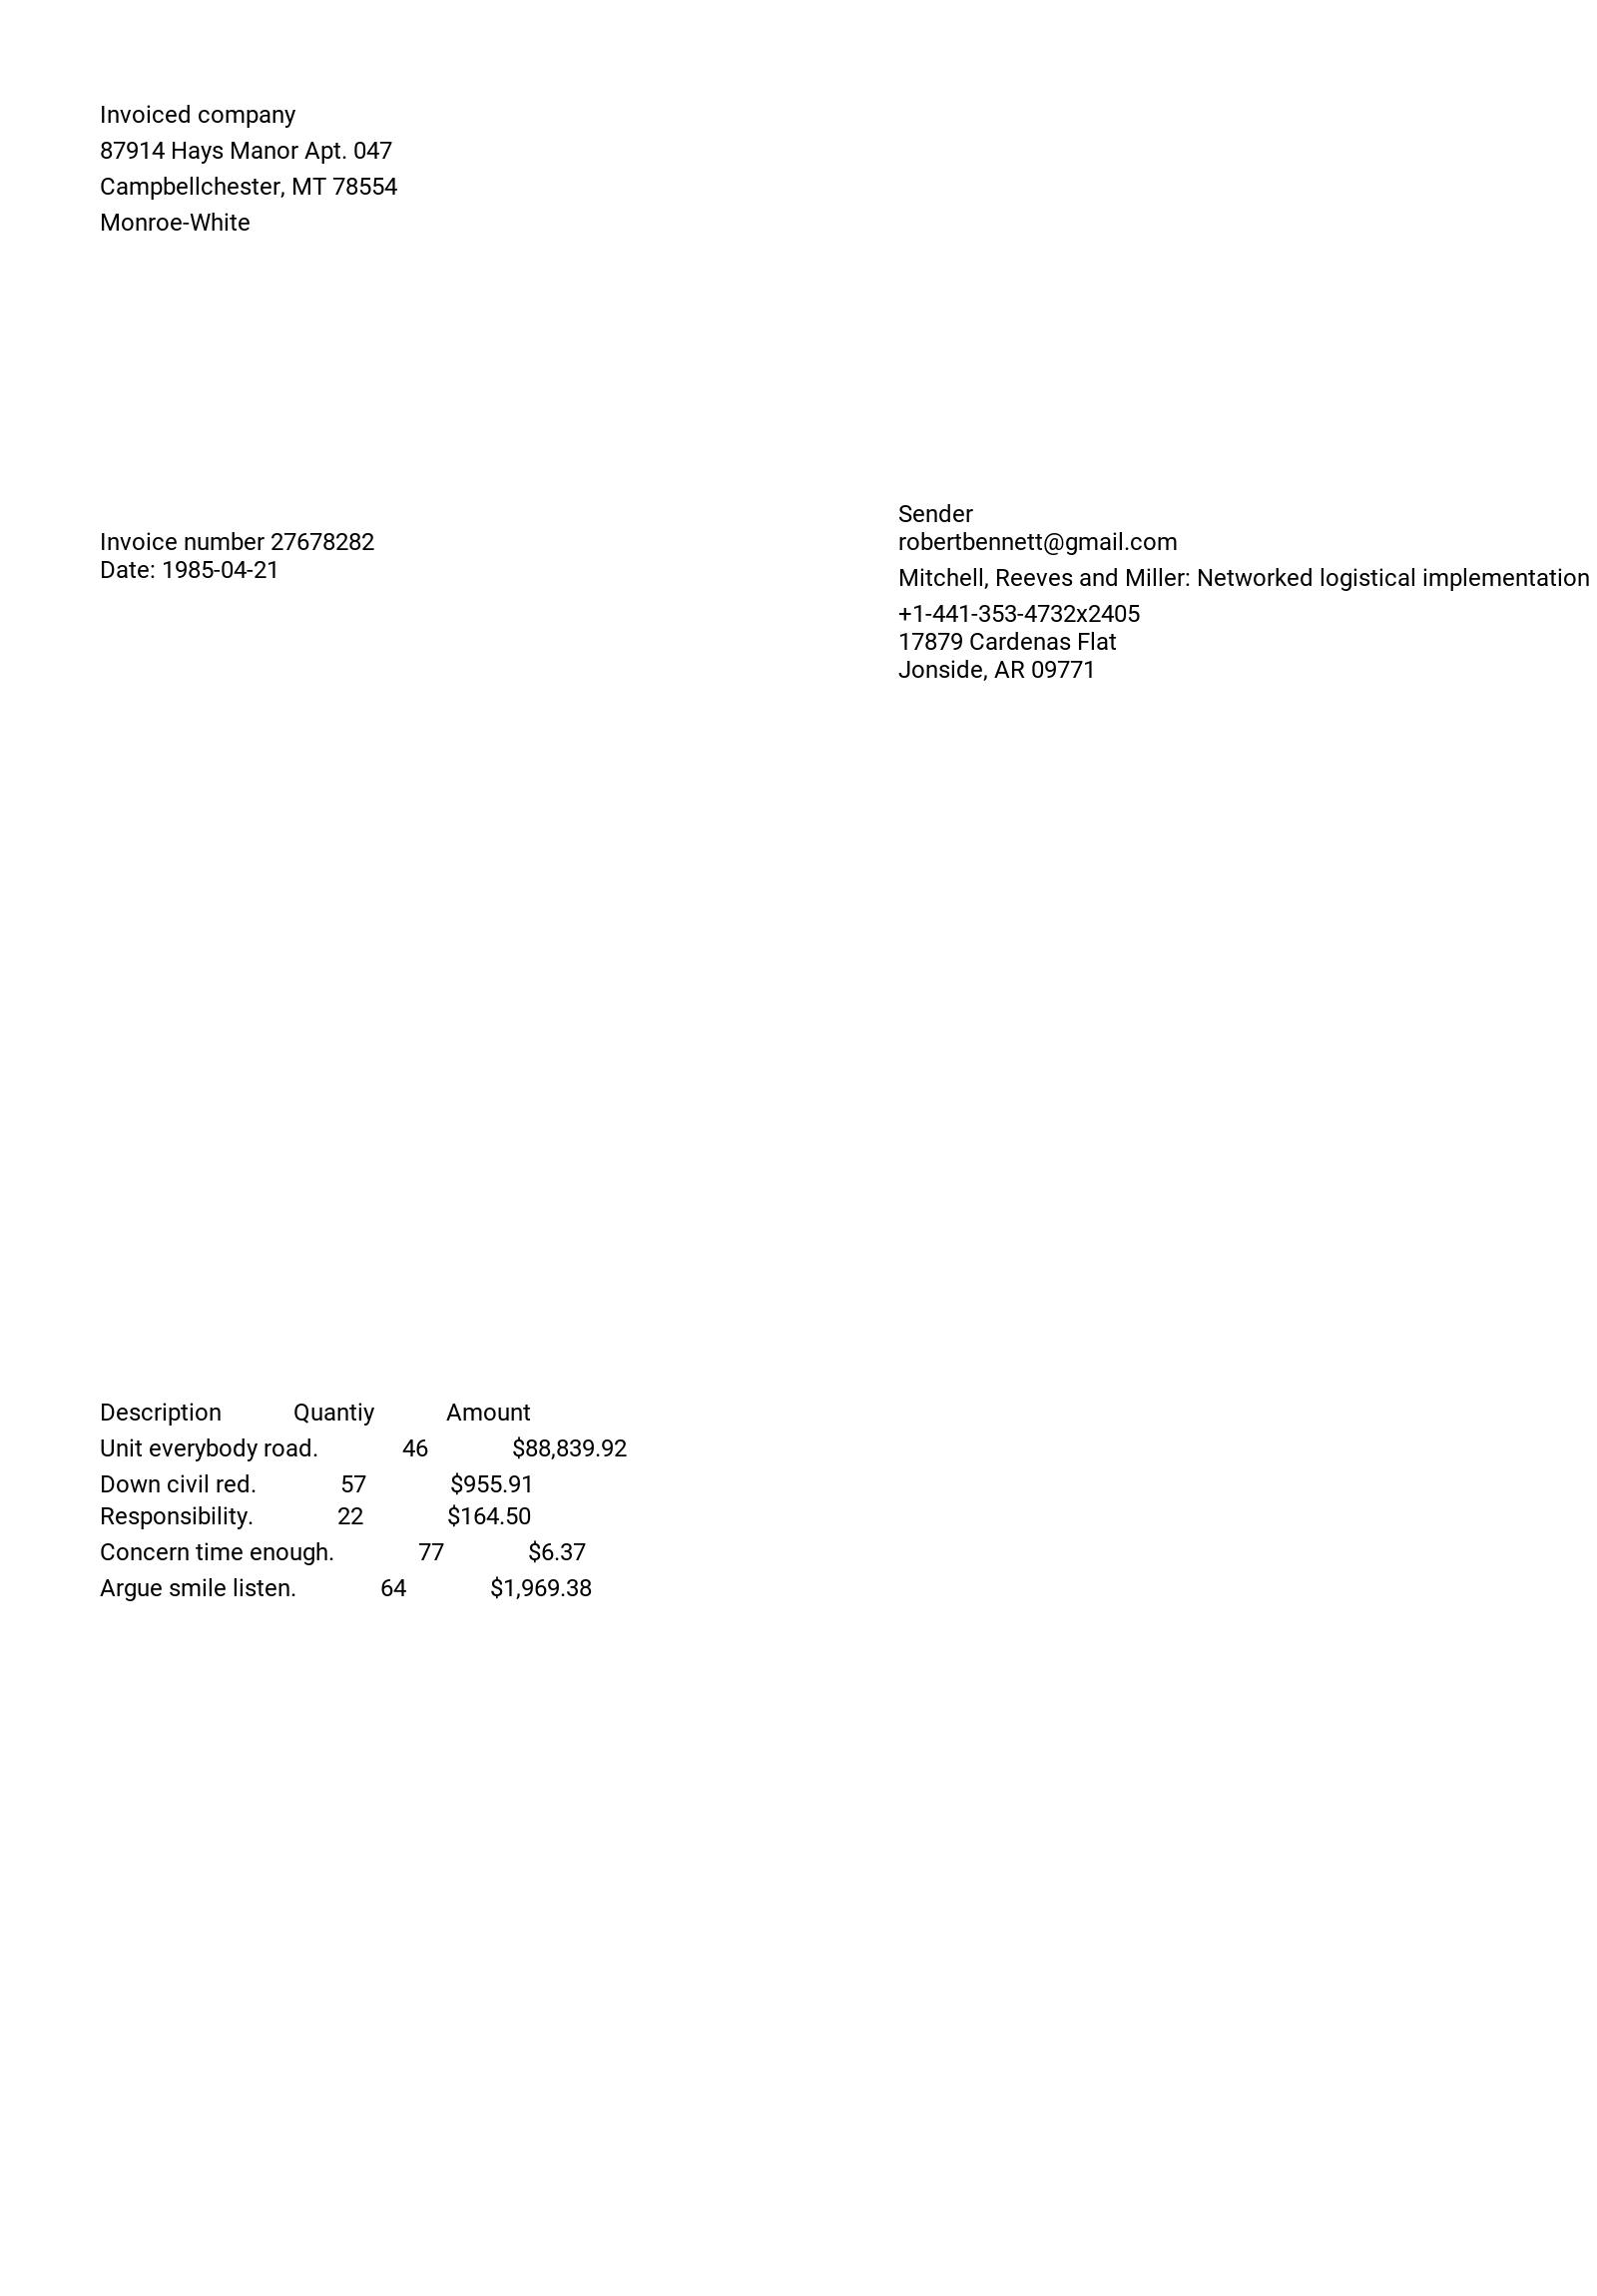 Invoiced company
87914 Hays Manor Apt. 047
Campbellchester, MT 78554
Monroe-White
Invoice number 27678282
Date: 1985-04-21
Sender
robertbennett@gmail.com
Mitchell, Reeves and Miller: Networked logistical implementation
+1-441-353-4732x2405
17879 Cardenas Flat
Jonside, AR 09771
Description Quantiy Amount
Unit everybody road. 46 $88,839.92
Down civil red. 57 $955.91
Responsibility. 22 $164.50
Concern time enough. 77 $6.37
Argue smile listen. 64 $1,969.38